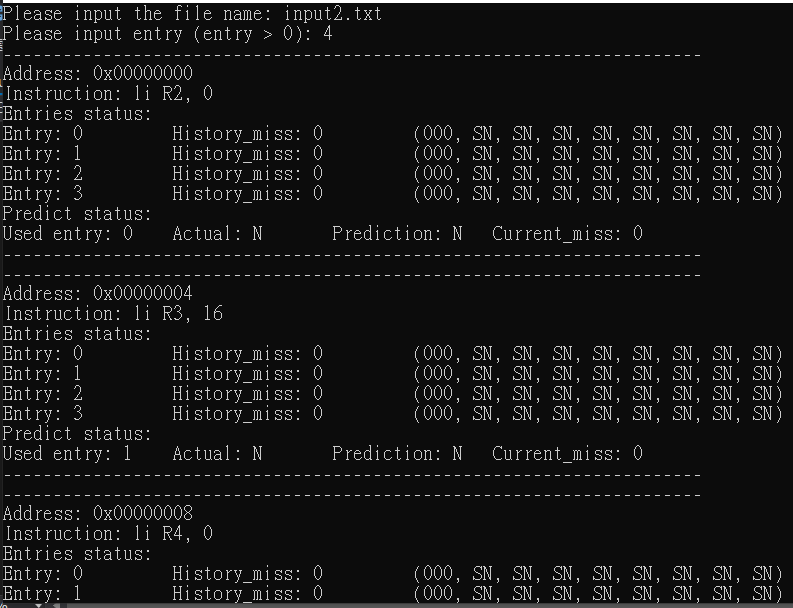 Please input the file name: input2.txt
Please input entry (entry > 0): 4
----------------------------------------------------------------------
Address: 0x00000000
Instruction: li R2, 0
Entries status:
Entry: 0 History_miss: 0 (000, SN, SN, SN, SN, SN, SN, SN, SN)
Entry: 1 History_miss: 0 (000, SN, SN, SN, SN, SN, SN, SN, SN)
Entry: 2 History_miss: 0 (000, SN, SN, SN, SN, SN, SN, SN, SN)
Entry: 3 History_miss: 0 (000, SN, SN, SN, SN, SN, SN, SN, SN)
Predict status:
Used entry: 0 Actual: N Prediction: N Current_miss: 0
----------------------------------------------------------------------
----------------------------------------------------------------------
Address: 0x00000004
Instruction: li R3, 16
Entries status:
Entry: 0 History_miss: 0 (000, SN, SN, SN, SN, SN, SN, SN, SN)
Entry: 1 History_miss: 0 (000, SN, SN, SN, SN, SN, SN, SN, SN)
Entry: 2 History_miss: 0 (000, SN, SN, SN, SN, SN, SN, SN, SN)
Entry: 3 History_miss: 0 (000, SN, SN, SN, SN, SN, SN, SN, SN)
Predict status:
Used entry: 1 Actual: N Prediction: N Current_miss: 0
----------------------------------------------------------------------
----------------------------------------------------------------------
Address: 0x00000008
Instruction: li R4, 0
Entries status:
Entry: 0 History_miss: 0 (000, SN, SN, SN, SN, SN, SN, SN, SN)
Entry: 1 History_miss: 0 (000, SN, SN, SN, SN, SN, SN, SN, SN)